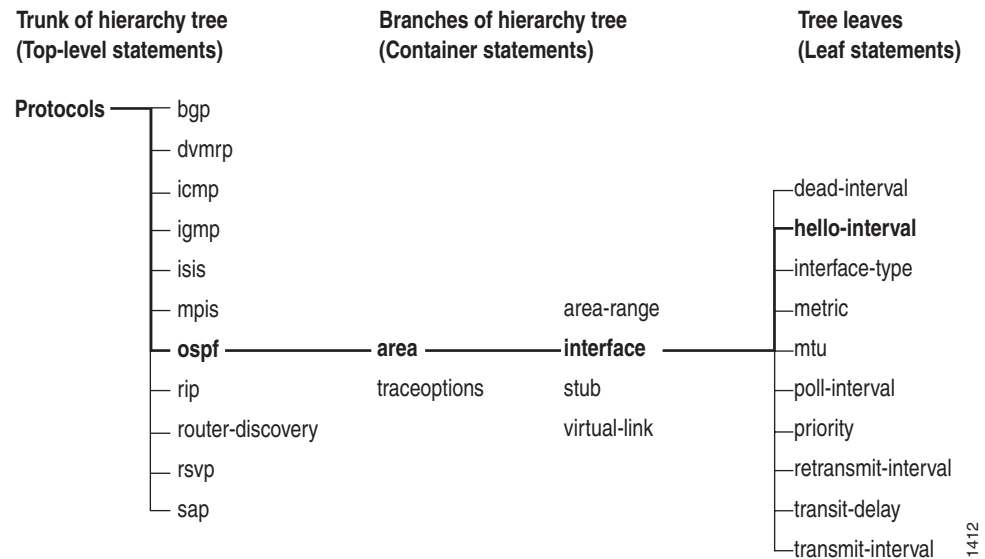 Trunk of hierarchy tree
(Top-level statements)
Branches of hierarchy tree
(Container statements)
Tree leaves
(Leaf statements)
Protocols
bgp
dvmrp
icmp
igmp
isis
mpis
ospf
rip
router-discovery
rsvp
sap
area
traceoptions
area-range
interface
stub
virtual-link
dead-interval
hello-interval
interface-type
metric
mtu
poll-interval
priority
retransmit-interval
transit-delay
transmit-interval
1412